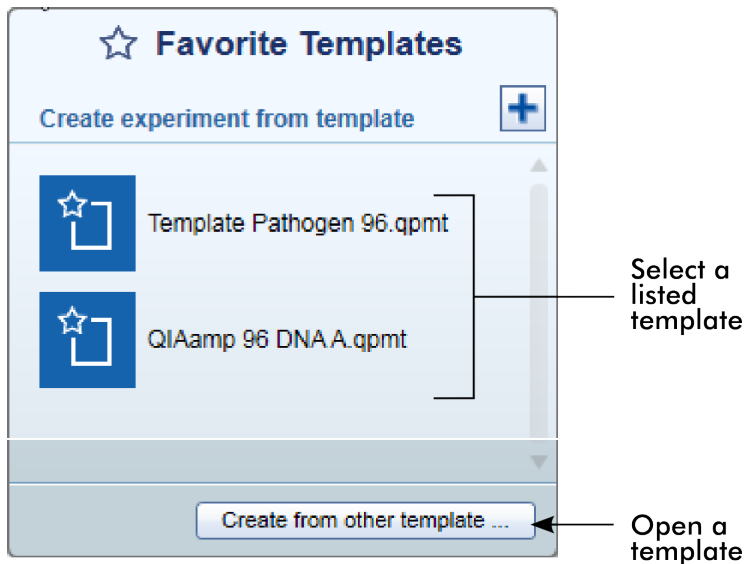 Favorite Templates
Create experiment from template
Template Pathogen 96.qpmt
QIAamp 96 DNA A.qpmt
Select a
listed
template
Create from other template ...
Open a
template